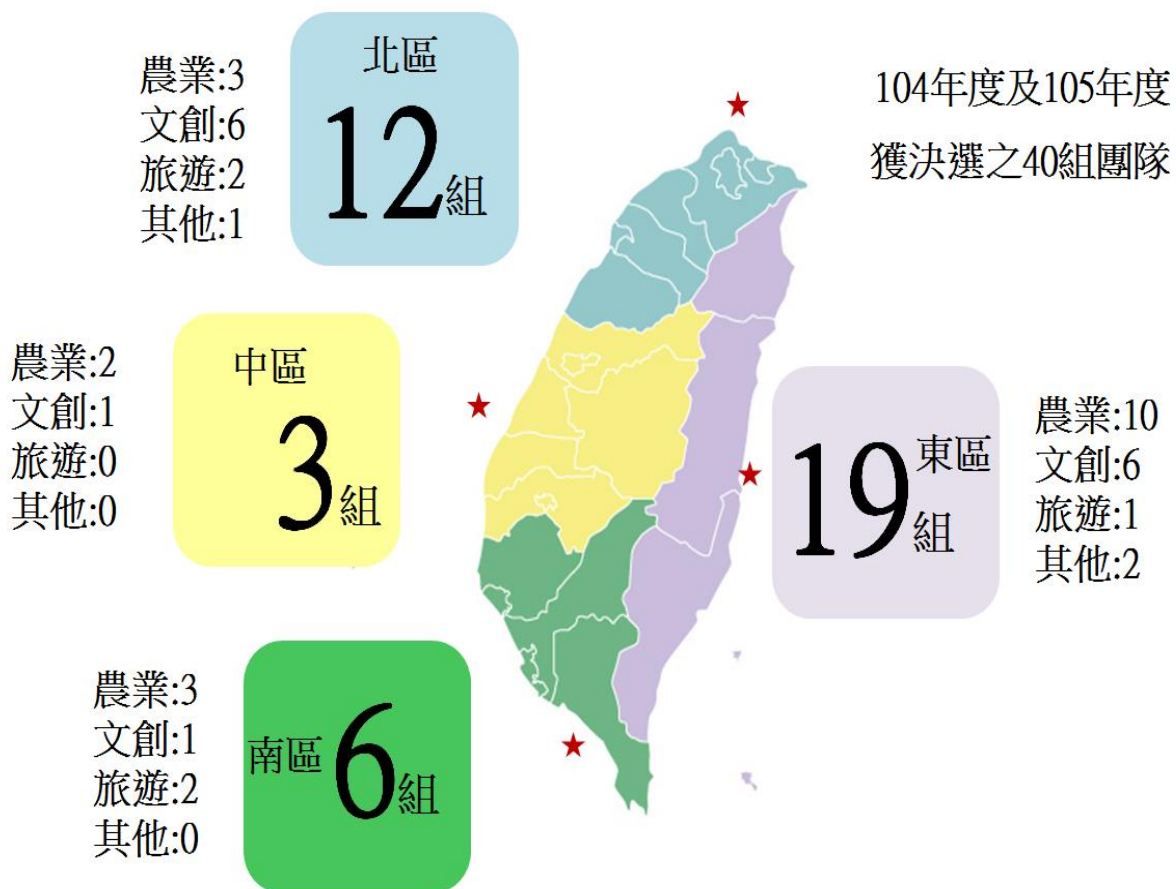 104年度及105年度
獲決選之40組團隊
農業:3
文創:6
旅遊:2
其他:1
北區
12組
農業:2
文創:1
旅遊:0
其他:0
中區
3組
19東區
組
農業:10
文創:6
旅遊:1
其他:2
農業:3
文創:1
旅遊:2
其他:0
南區6組